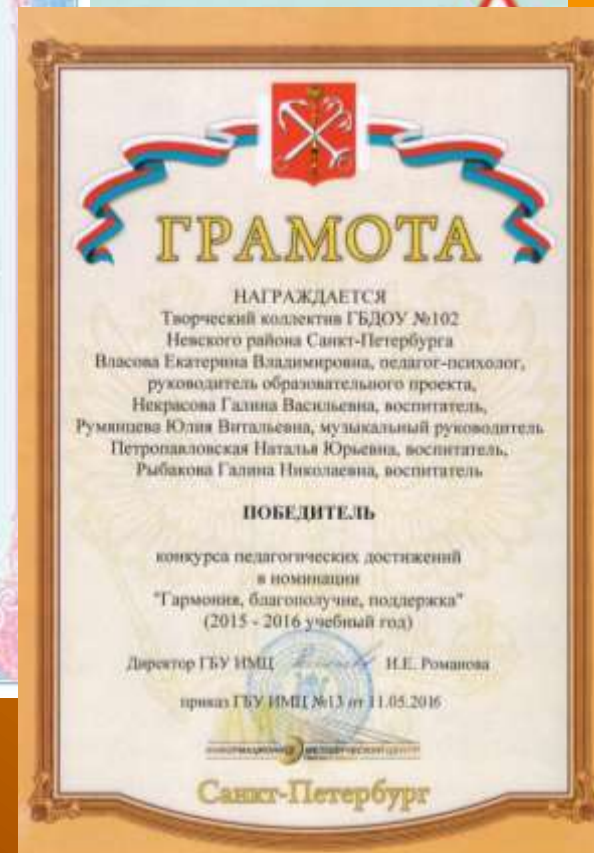 ГРАМОТА
НАГРАЖДАЕТСЯ
Творческий коллектив ГБДОУ №102
Невского района Санкт-Петербурга
Власова Екатерина Владимировна, педагог-психолог,
руководитель образовательного проекта,
Некрасова Галина Васильевна, воспитатель,
Румянцева Юлия Витальевна, музыкальный руководитель
Петропавловская Наталья Юрьевна, воспитатель,
Рыбакова Галина Николаевна, воспитатель
ПОБЕДИТЕЛЬ
конкурса педагогических достижений
в номинации
"Гармония, благополучие, поддержка"
(2015 - 2016 учебный год)
Директор ГБУ ИМЦ И.Е. Романова
приказ ГБУ ИМЦ №13 от 11.05.2016
ИНФОРМАЦИОННО МЕТОДИЧЕСКИЙ ЦЕНТР
Санкт-Петербург